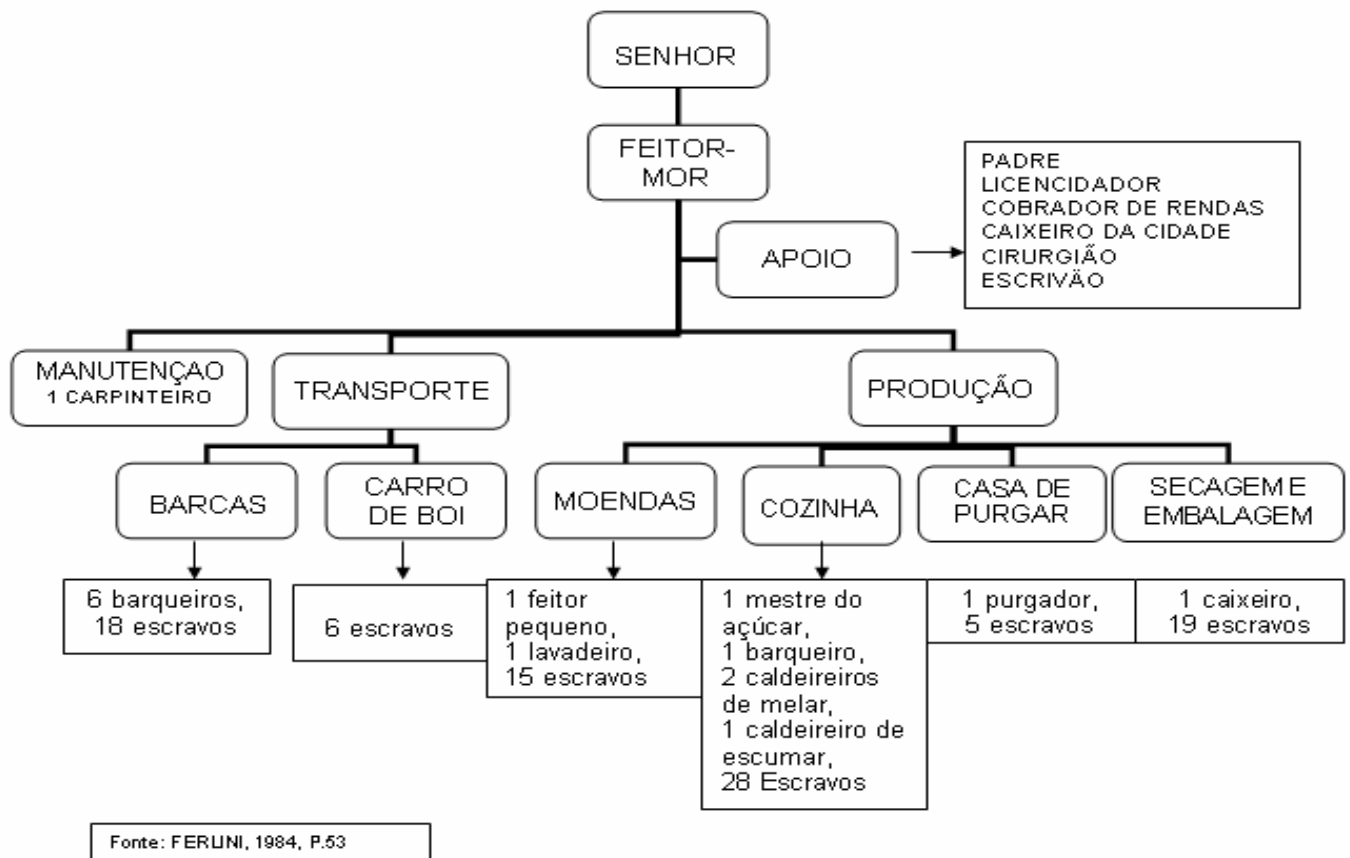 SENHOR
FEITOR-
MOR
APOIO
PADRE
LICENCIDADOR
COBRADOR DE RENDAS
CAIXEIRO DA CIDADE
CIRURGIÃO
ESCRIVÄO
MANUTENÇAO
1 CARPINTEIRO
TRANSPORTE
PRODUÇÃO
BARCAS
CARRO
DE BOI
MOENDAS
COZINHA
CASA DE
PURGAR
SECAGEM E
EMBALAGEM
6 barqueiros,
18 escravos
6 escravos
1 feitor
pequeno,
1 lavadeiro,
15 escravos
1 mestre do
açúcar,
1 barqueiro,
2 caldeireiros
de melar,
1 caldeireiro de
escumar,
28 Escravos
1 purgador,
5 escravos
1 caixeiro,
19 escravos
Fonte: FERLINI, 1984, P.53